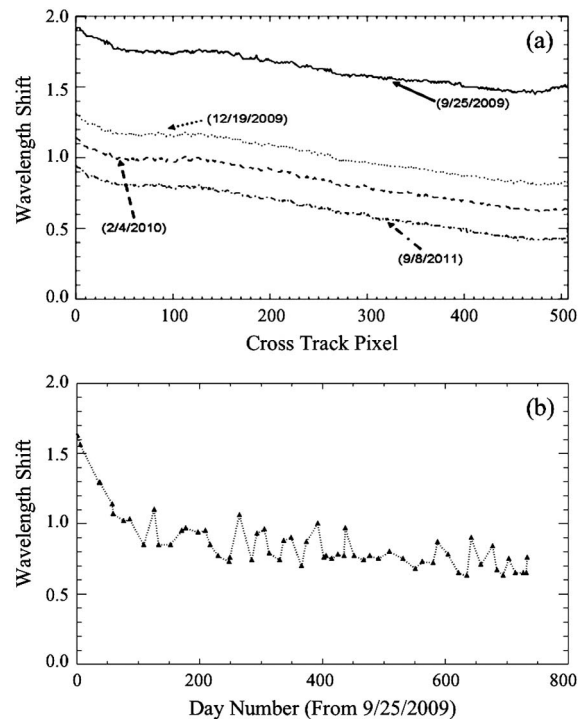 2.0
(a)
1.5
(9/25/2009)
(12/19/2009)
1.0
(2/4/2010)
0.5
(9/8/2011)
0.0
0 100 200 300 400 500
Wavelength Shift
Cross Track Pixel
2.0
(b)
1.5
1.0
0.5
0.0
0 200 400 600 800
Wavelength Shift
Day Number (From 9/25/2009)